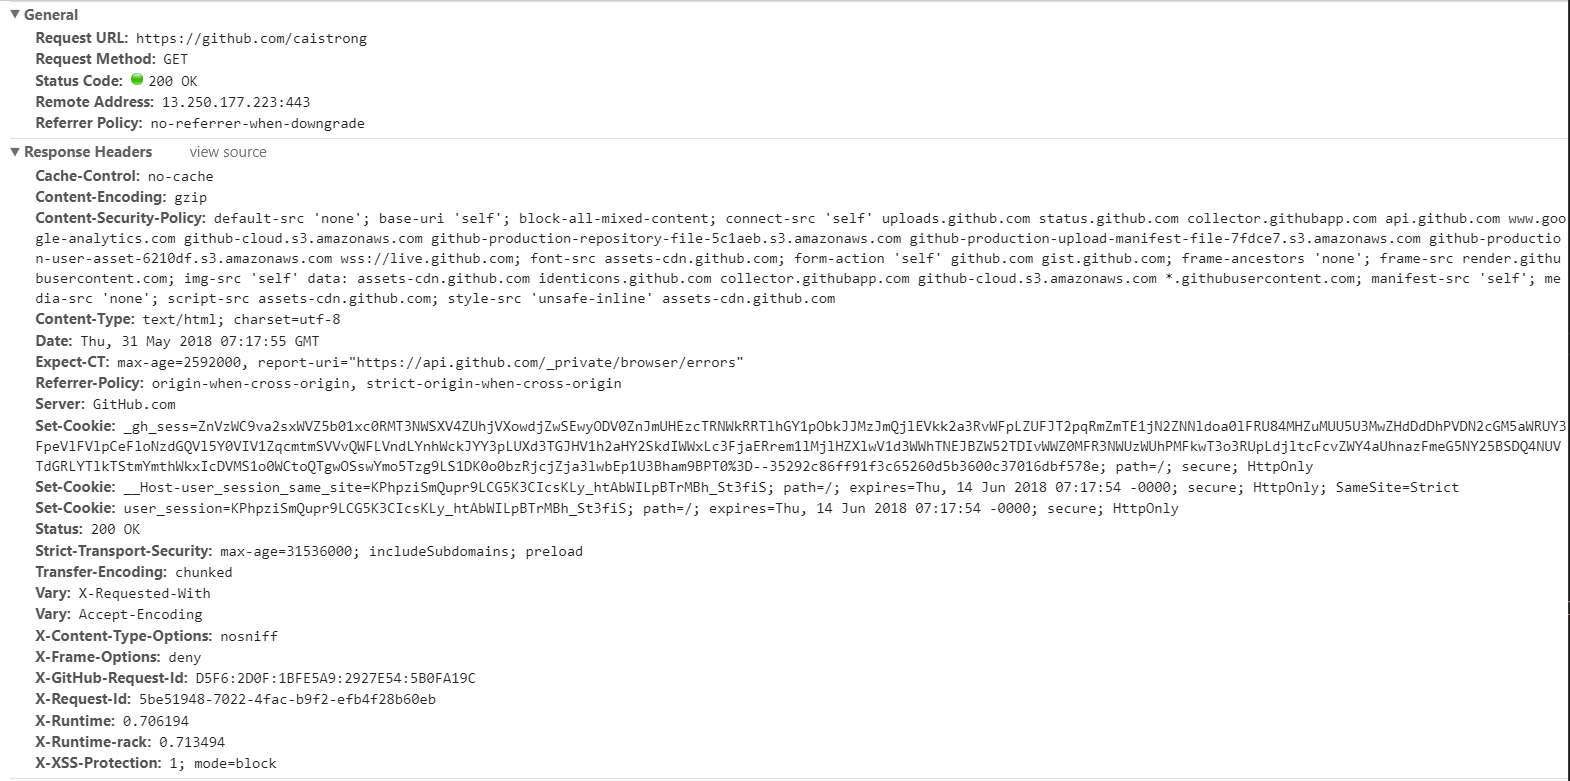 ▼ General
Request URL: https://github.com/caistrong
Request Method: GET
Status Code: 200 OK
Remote Address: 13.250.177.223:443
Referrer Policy: no-referrer-when-downgrade
▼ Response Headers view source
Cache-Control: no-cache
Content-Encoding: gzip
Content-Security-Policy: default-src 'none'; base-uri 'self'; block-all-mixed-content; connect-src 'self' uploads.github.com status.github.com collector.githubapp.com api.github.com www.goo
gle-analytics.com github-cloud.s3.amazonaws.com github-production-repository-file-5c1aeb.s3.amazonaws.com github-production-upload-manifest-file-7fdce7.s3.amazonaws.com github-productio
n-user-asset-6210df.s3.amazonaws.com wss://live.github.com; font-src assets-cdn.github.com; form-action 'self' github.com gist.github.com; frame-ancestors 'none'; frame-src render.githu
busercontent.com; img-src 'self' data: assets-cdn.github.com identicons.github.com collector.githubapp.com github-cloud.s3.amazonaws.com *.githubusercontent.com; manifest-src 'self'; me
dia-src 'none'; script-src assets-cdn.github.com; style-src 'unsafe-inline' assets-cdn.github.com
Content-Type: text/html; charset=utf-8
Date: Thu, 31 May 2018 07:17:55 GMT
Expect-CT: max-age=2592000, report-uri="https://api.github.com/_private/browser/errors"
Referrer-Policy: origin-when-cross-origin, strict-origin-when-cross-origin
Server: GitHub.com
Set-Cookie: 
path=/; secure; HttpOnly
Set-Cookie: __Host-user_session_same_site=KPhpziSmQupr9LCG5K3CIcsKLy_htAbWILpBTrMBh_St3fiS; path=/; expires=Thu, 14 Jun 2018 07:17:54 -0000; secure; HttpOnly; SameSite=Strict
Set-Cookie: user_session=KPhpziSmQupr9LCG5K3CIcsKLy_htAbWILpBTrMBh_St3fiS; path=/; expires=Thu, 14 Jun 2018 07:17:54 -0000; secure; HttpOnly
Status: 200 OK
Strict-Transport-Security: max-age=31536000; includeSubdomains; preload
Transfer-Encoding: chunked
Vary: X-Requested-With
Vary: Accept-Encoding
X-Content-Type-Options: nosniff
X-Frame-Options: deny
X-GitHub-Request-Id: D5F6:2D0F:1BFE5A9:2927E54:5B0FA19C
X-Request-Id: 5be51948-7022-4fac-b9f2-efb4f28b60eb
X-Runtime: 0.706194
X-Runtime-rack: 0.713494
X-XSS-Protection: 1; mode=block